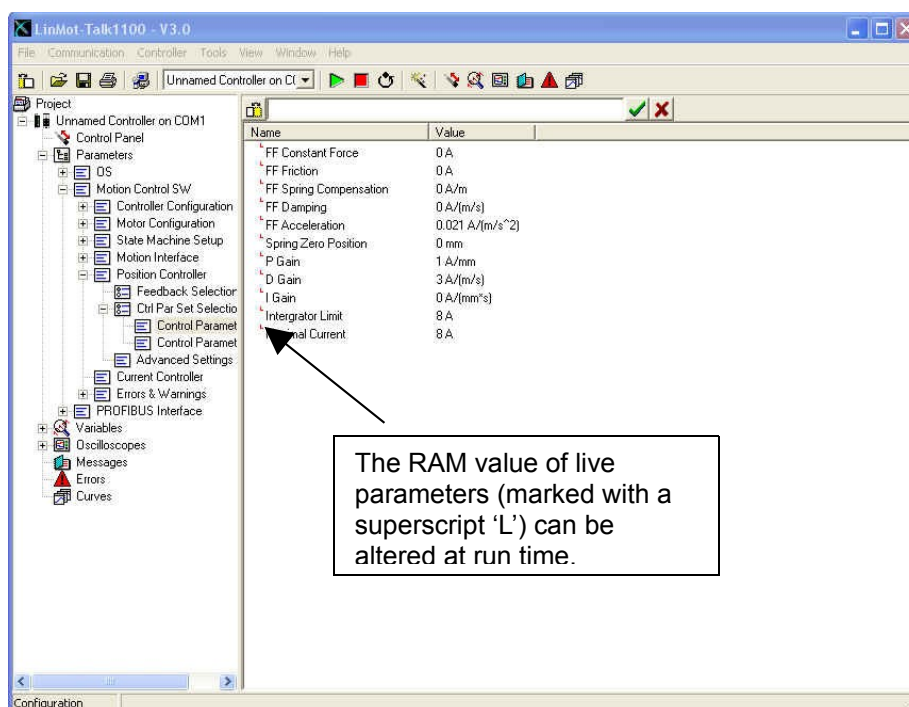 LinMot-Talk1100 - V3.0
File Communication Controller Tools View Window Help
Unnamed Controller on C(
Project
Unnamed Controller on COM1
Control Panel
Parameters
OS
Motion Control SW
Controller Configuration
Motor Configuration
State Machine Setup
Motion Interface
Position Controller
Feedback Selection
Ctrl Par Set Selectio
Control Paramet
Control Paramet
Advanced Settings
Current Controller
Errors & Warnings
PROFIBUS Interface
Variables
Oscilloscopes
Messages
Errors
Curves
Name Value
L FF Constant Force 0 A
L FF Friction 0 A
L FF Spring Compensation 0 A/m
L FF Damping 0 A/(m/s)
L FF Acceleration 0.021 A/(m/s^2)
L Spring Zero Position 0 mm
L P Gain 1 A/mm
L D Gain 3 A/(m/s)
L I Gain 0 A/(mm*s)
L Intergrator Limit 8 A
L mal Current 8 A
The RAM value of live
parameters (marked with a
superscript ‘L’) can be
altered at run time.
Configuration